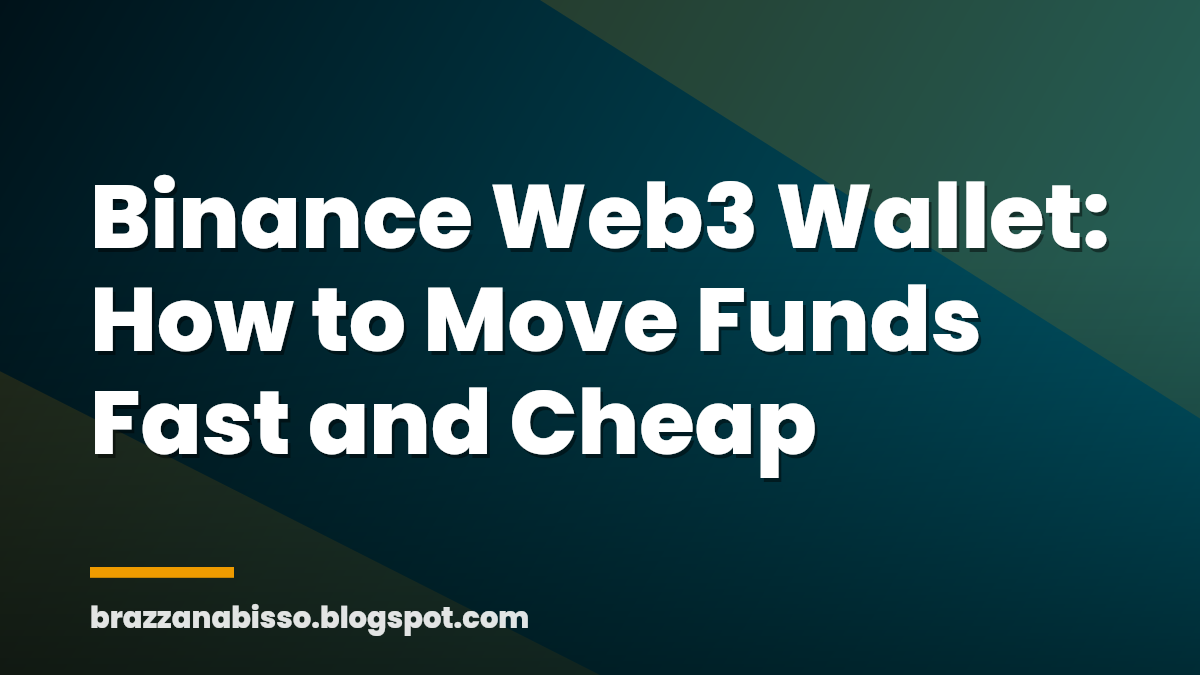 Binance Web3 Wallet:
How to Move Funds
Fast and Cheap
brazzanabisso.blogspot.com